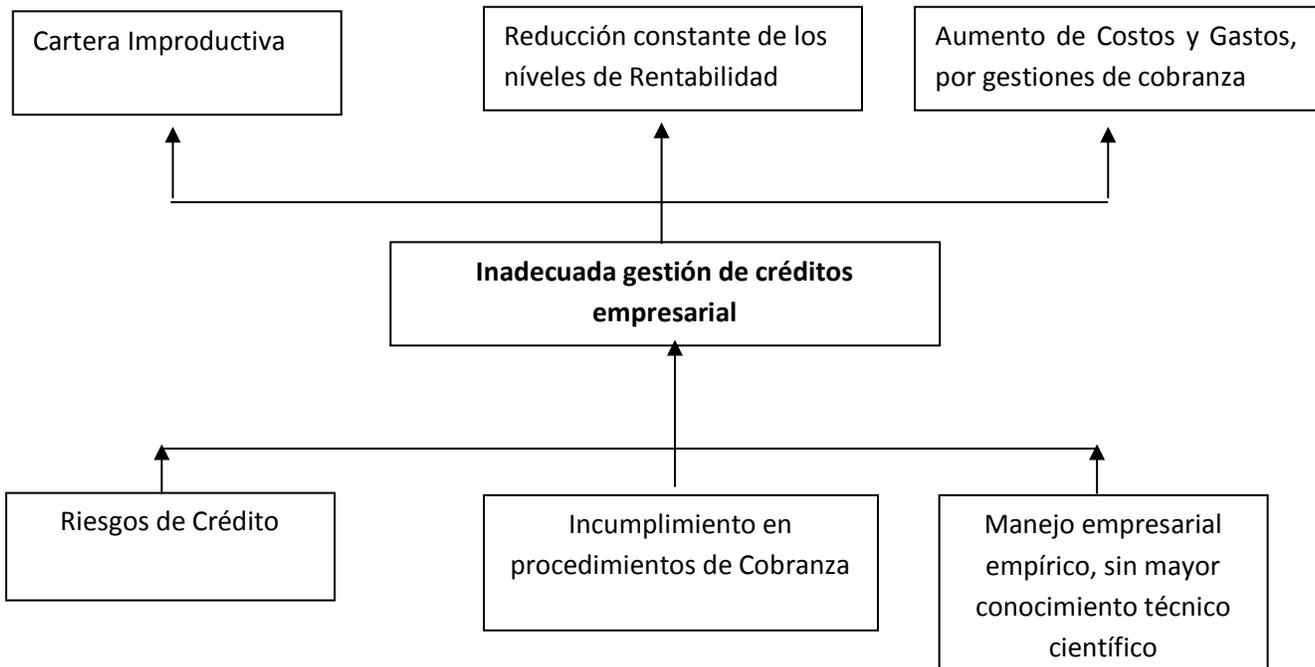 Cartera Improductiva
Reducción constante de los
níveles de Rentabilidad
Aumento de Costos y Gastos,
por gestiones de cobranza
Inadecuada gestión de créditos
empresarial
Riesgos de Crédito
Incumplimiento en
procedimientos de Cobranza
Manejo empresarial
empírico, sin mayor
conocimiento técnico
científico